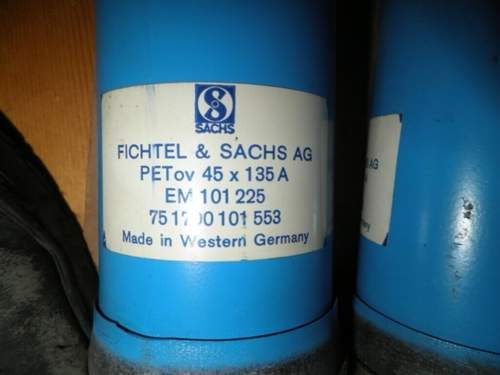 SACHS
FICHTEL & SACHS AG
PETov 45 x 135 A
EM 101 225
101 553
Made in Western Germany
AG